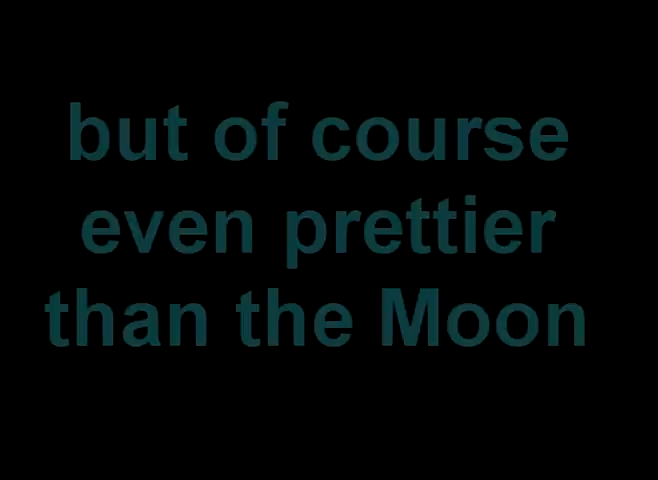 but of course
even prettier
than the Moon